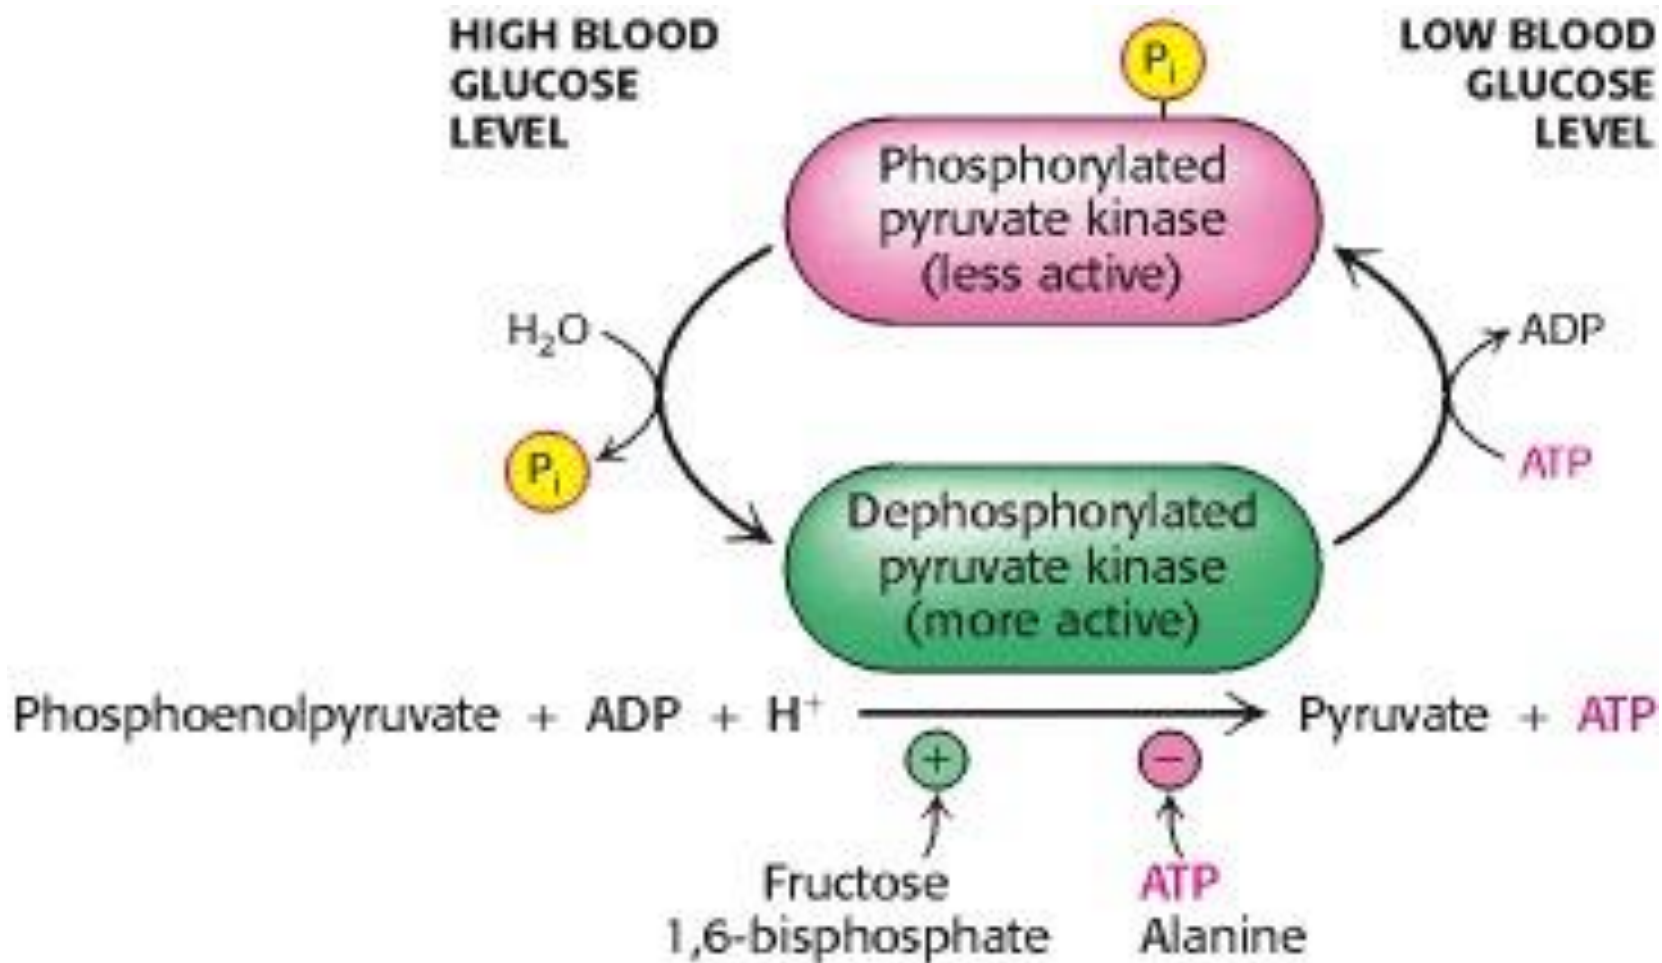 HIGH BLOOD
GLUCOSE
LEVEL
LOW BLOOD
GLUCOSE
LEVEL
Pᵢ
Phosphorylated
pyruvate kinase
(less active)
H₂O
Pᵢ
ADP
ATP
Dephosphorylated
pyruvate kinase
(more active)
Phosphoenolpyruvate + ADP + H⁺ Pyruvate + ATP
+
−
Fructose
1,6-bisphosphate
ATP
Alanine